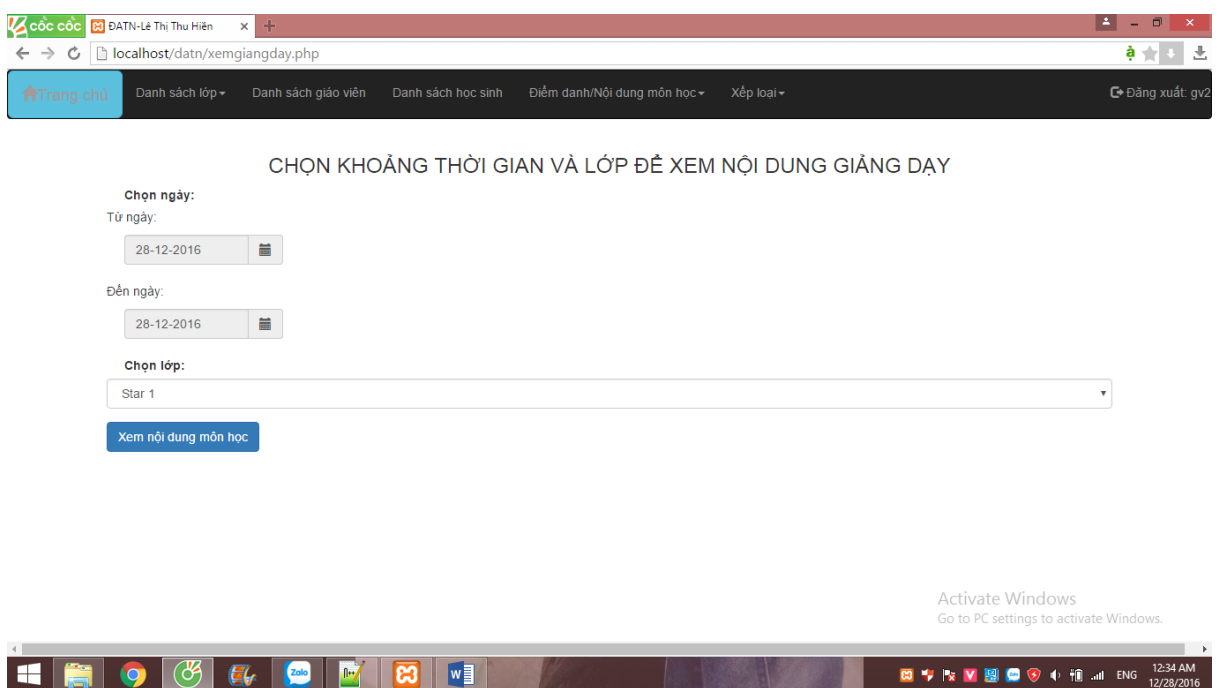 cốc cốc ĐATN-Lê Thị Thu Hiền
localhost/datn/xemgiangday.php
Trang chủ Danh sách lớp Danh sách giáo viên Danh sách học sinh Điểm danh/Nội dung môn học Xếp loại Đăng xuất: gv2
CHỌN KHOẢNG THỜI GIAN VÀ LỚP ĐỂ XEM NỘI DUNG GIẢNG DẠY
Chọn ngày:
Từ ngày:
28-12-2016
Đến ngày:
28-12-2016
Chọn lớp:
Star 1
Xem nội dung môn học
Activate Windows
Go to PC settings to activate Windows.
Zalo
ENG
12:34 AM
12/28/2016